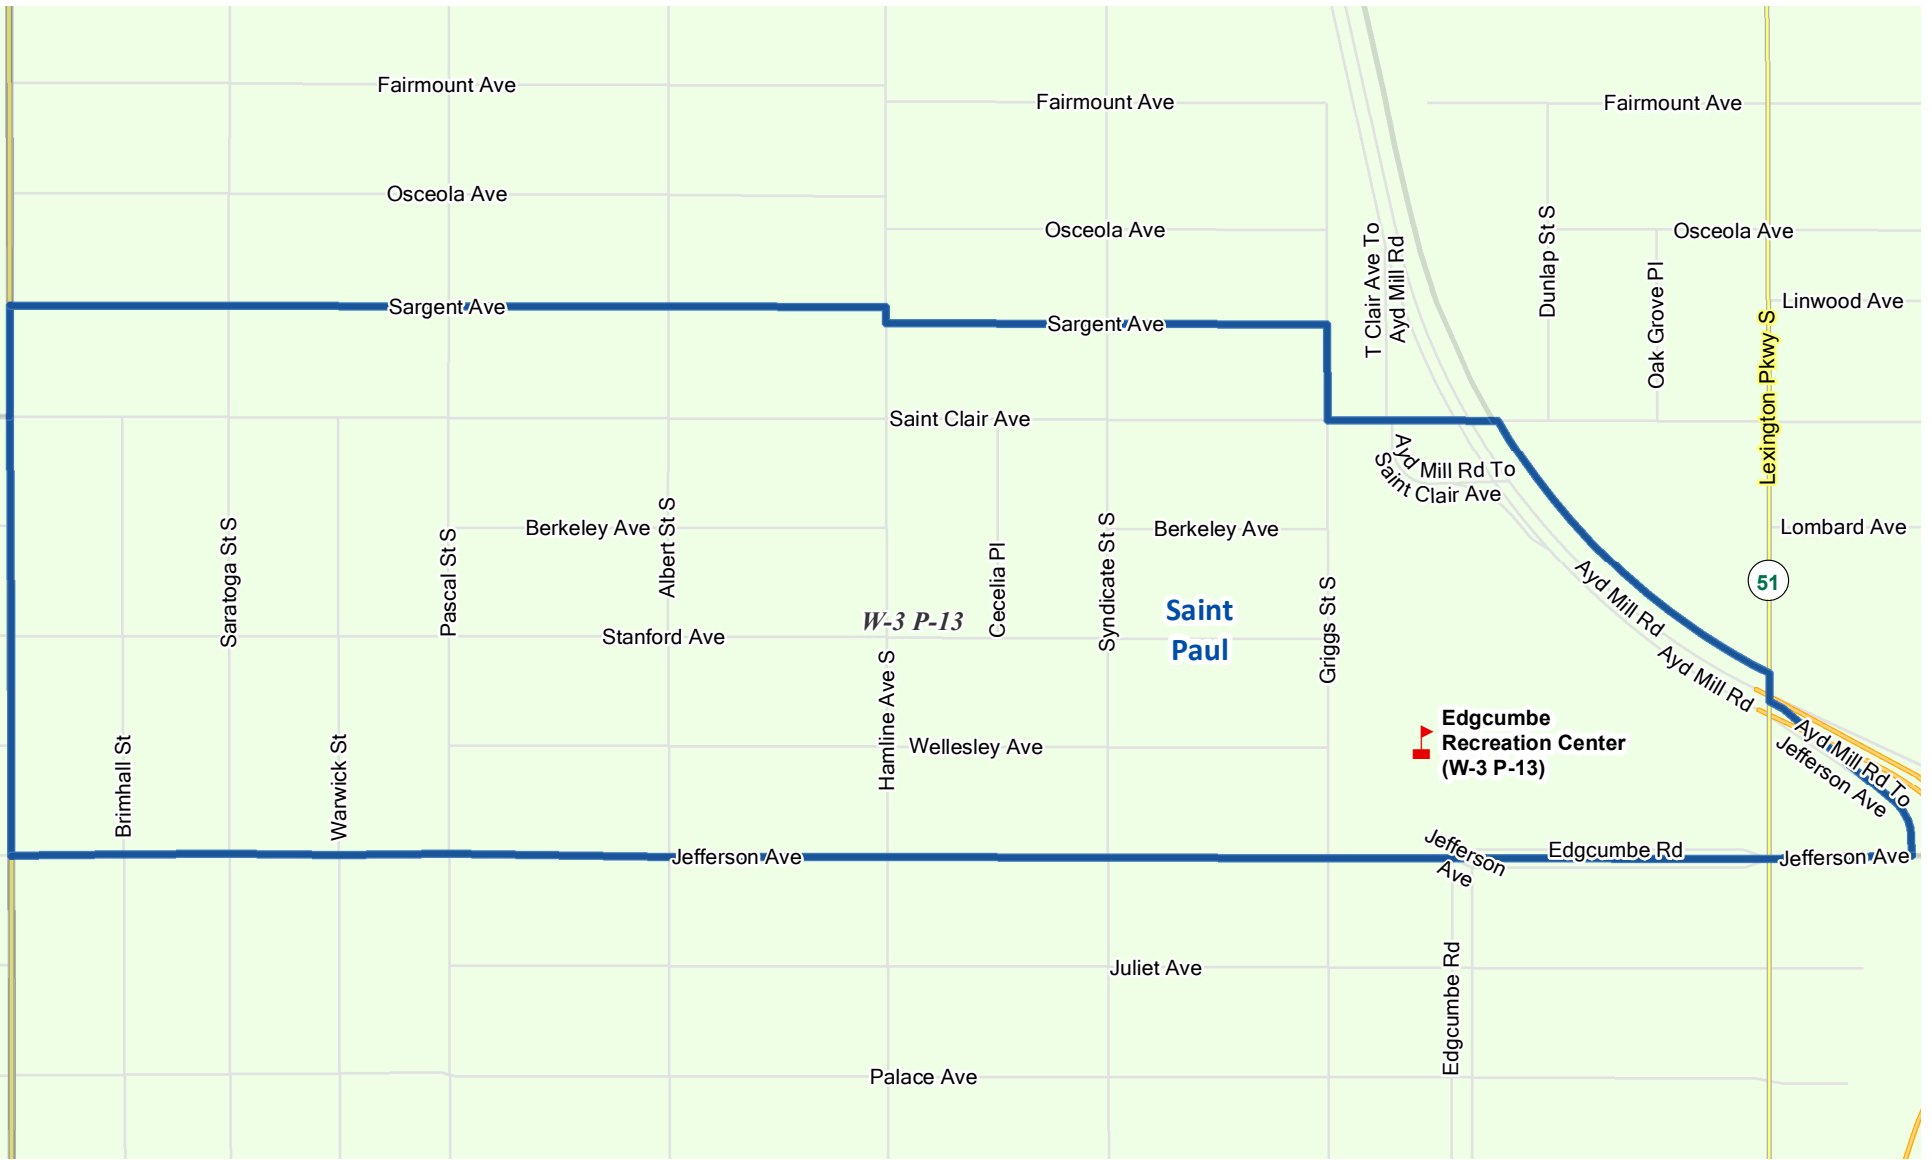 Fairmount Ave
Fairmount Ave
Fairmount Ave
Osceola Ave
Osceola Ave
Osceola Ave
T Clair Ave To
Ayd Mill Rd
Dunlap St S
Oak Grove Pl
Linwood Ave
Lexington Pkwy S
Sargent Ave
Sargent Ave
Saint Clair Ave
Ayd Mill Rd To
Saint Clair Ave
Saratoga St S
Pascal St S
Berkeley Ave
Albert St S
Cecelia Pl
Syndicate St S
Berkeley Ave
Griggs St S
Lombard Ave
51
Ayd Mill Rd
Ayd Mill Rd
W-3 P-13
Saint
Paul
Stanford Ave
Hamline Ave S
Wellesley Ave
Brimhall St
Warwick St
Edgcumbe
Recreation Center
(W-3 P-13)
Ayd Mill Rd To
Jefferson Ave
Jefferson Ave
Jefferson
Ave
Edgcumbe Rd
Jefferson Ave
Juliet Ave
Edgcumbe Rd
Palace Ave